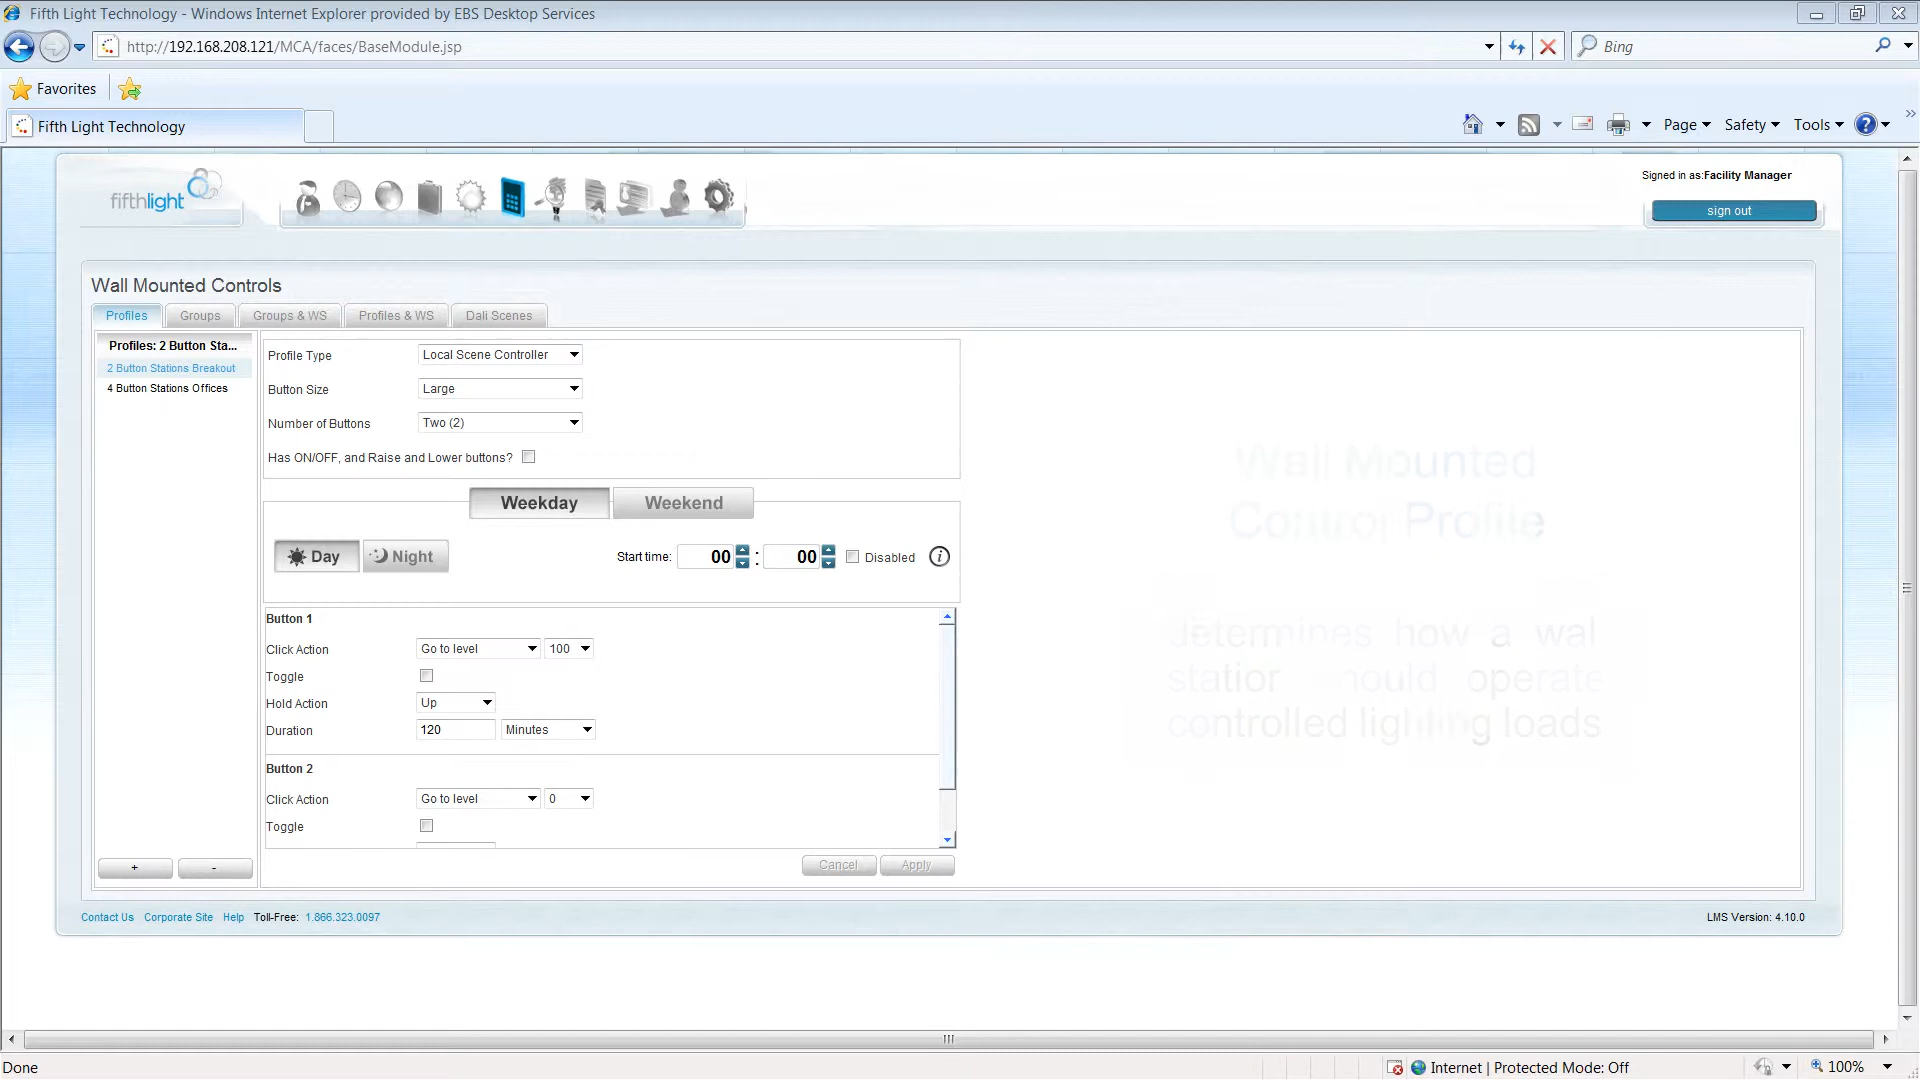 Fifth Light Technology - Windows Internet Explorer provided by EBS Desktop Services
http://192.168.208.121/MCA/faces/BaseModule.jsp
Bing
Favorites
Fifth Light Technology
Page
Safety
Tools
fifthlight
Signed in as:Facility Manager
sign out
Wall Mounted Controls
Profiles
Groups
Groups & WS
Profiles & WS
Dali Scenes
Profiles: 2 Button Sta...
2 Button Stations Breakout
4 Button Stations Offices
Profile Type
Local Scene Controller
Button Size
Large
Number of Buttons
Two (2)
Has ON/OFF, and Raise and Lower buttons?
Weekday
Weekend
Day
Night
Start time:
00 : 00
Disabled
Button 1
Click Action
Go to level
100
Toggle
Hold Action
Up
Duration
120
Minutes
Button 2
Click Action
Go to level
0
Toggle
+
-
Cancel
Apply
Wall Mounted
Control Profile
determines how a wall
station should operate
controlled lighting loads
Contact Us
Corporate Site
Help
Toll-Free: 1.866.323.0097
LMS Version: 4.10.0
Done
Internet | Protected Mode: Off
100%